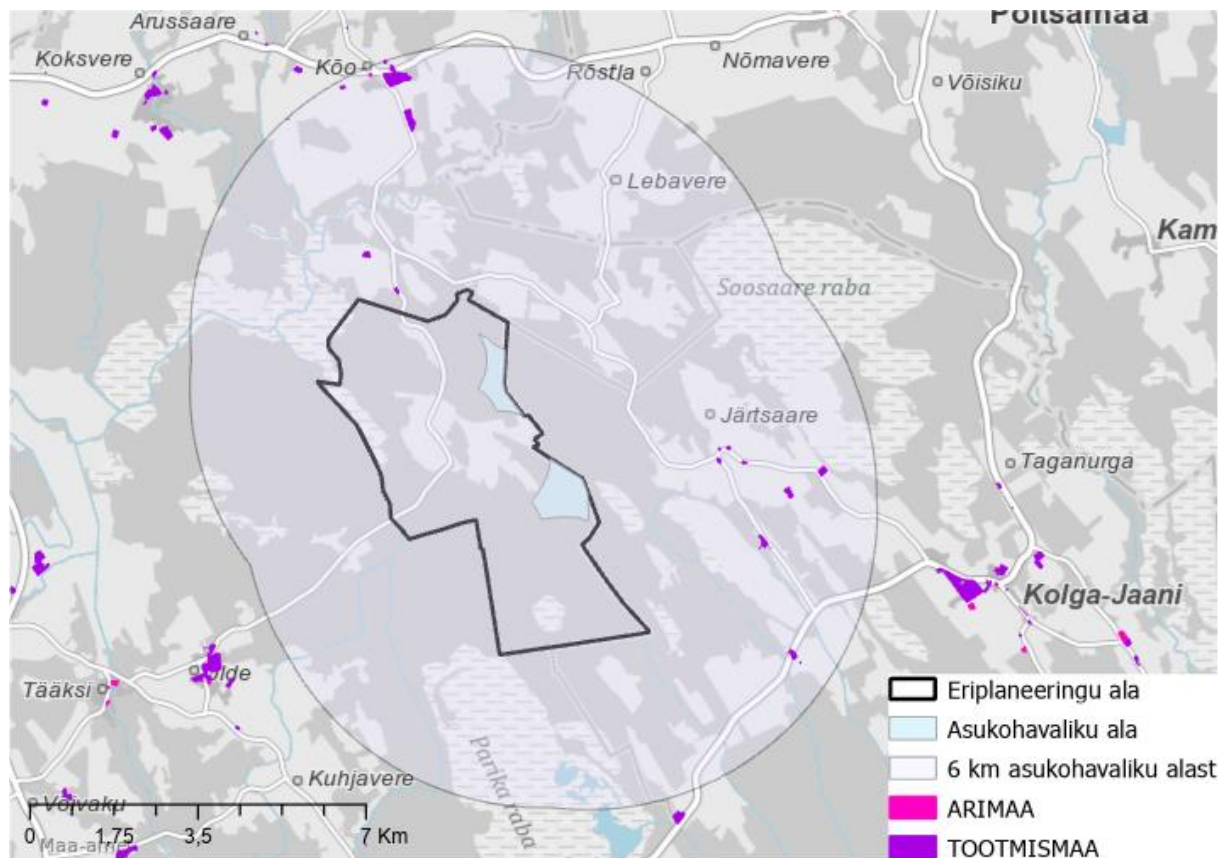 Arussaare
Põltsamaa
Koksvere
Kõo
Nõmavere
Rõstla
Võisiku
Lebavere
Kam
Soosaare raba
Järtsaare
Taganurga
Kolga-Jaani
Tääksi
Kuhjavere
Parika raba
Võivaku
0 1,75 3,5 7 Km
Maa-amet
Eriplaneeringu ala
Asukohavaliku ala
6 km asukohavaliku alast
ARIMAA
TOOTMISMAA